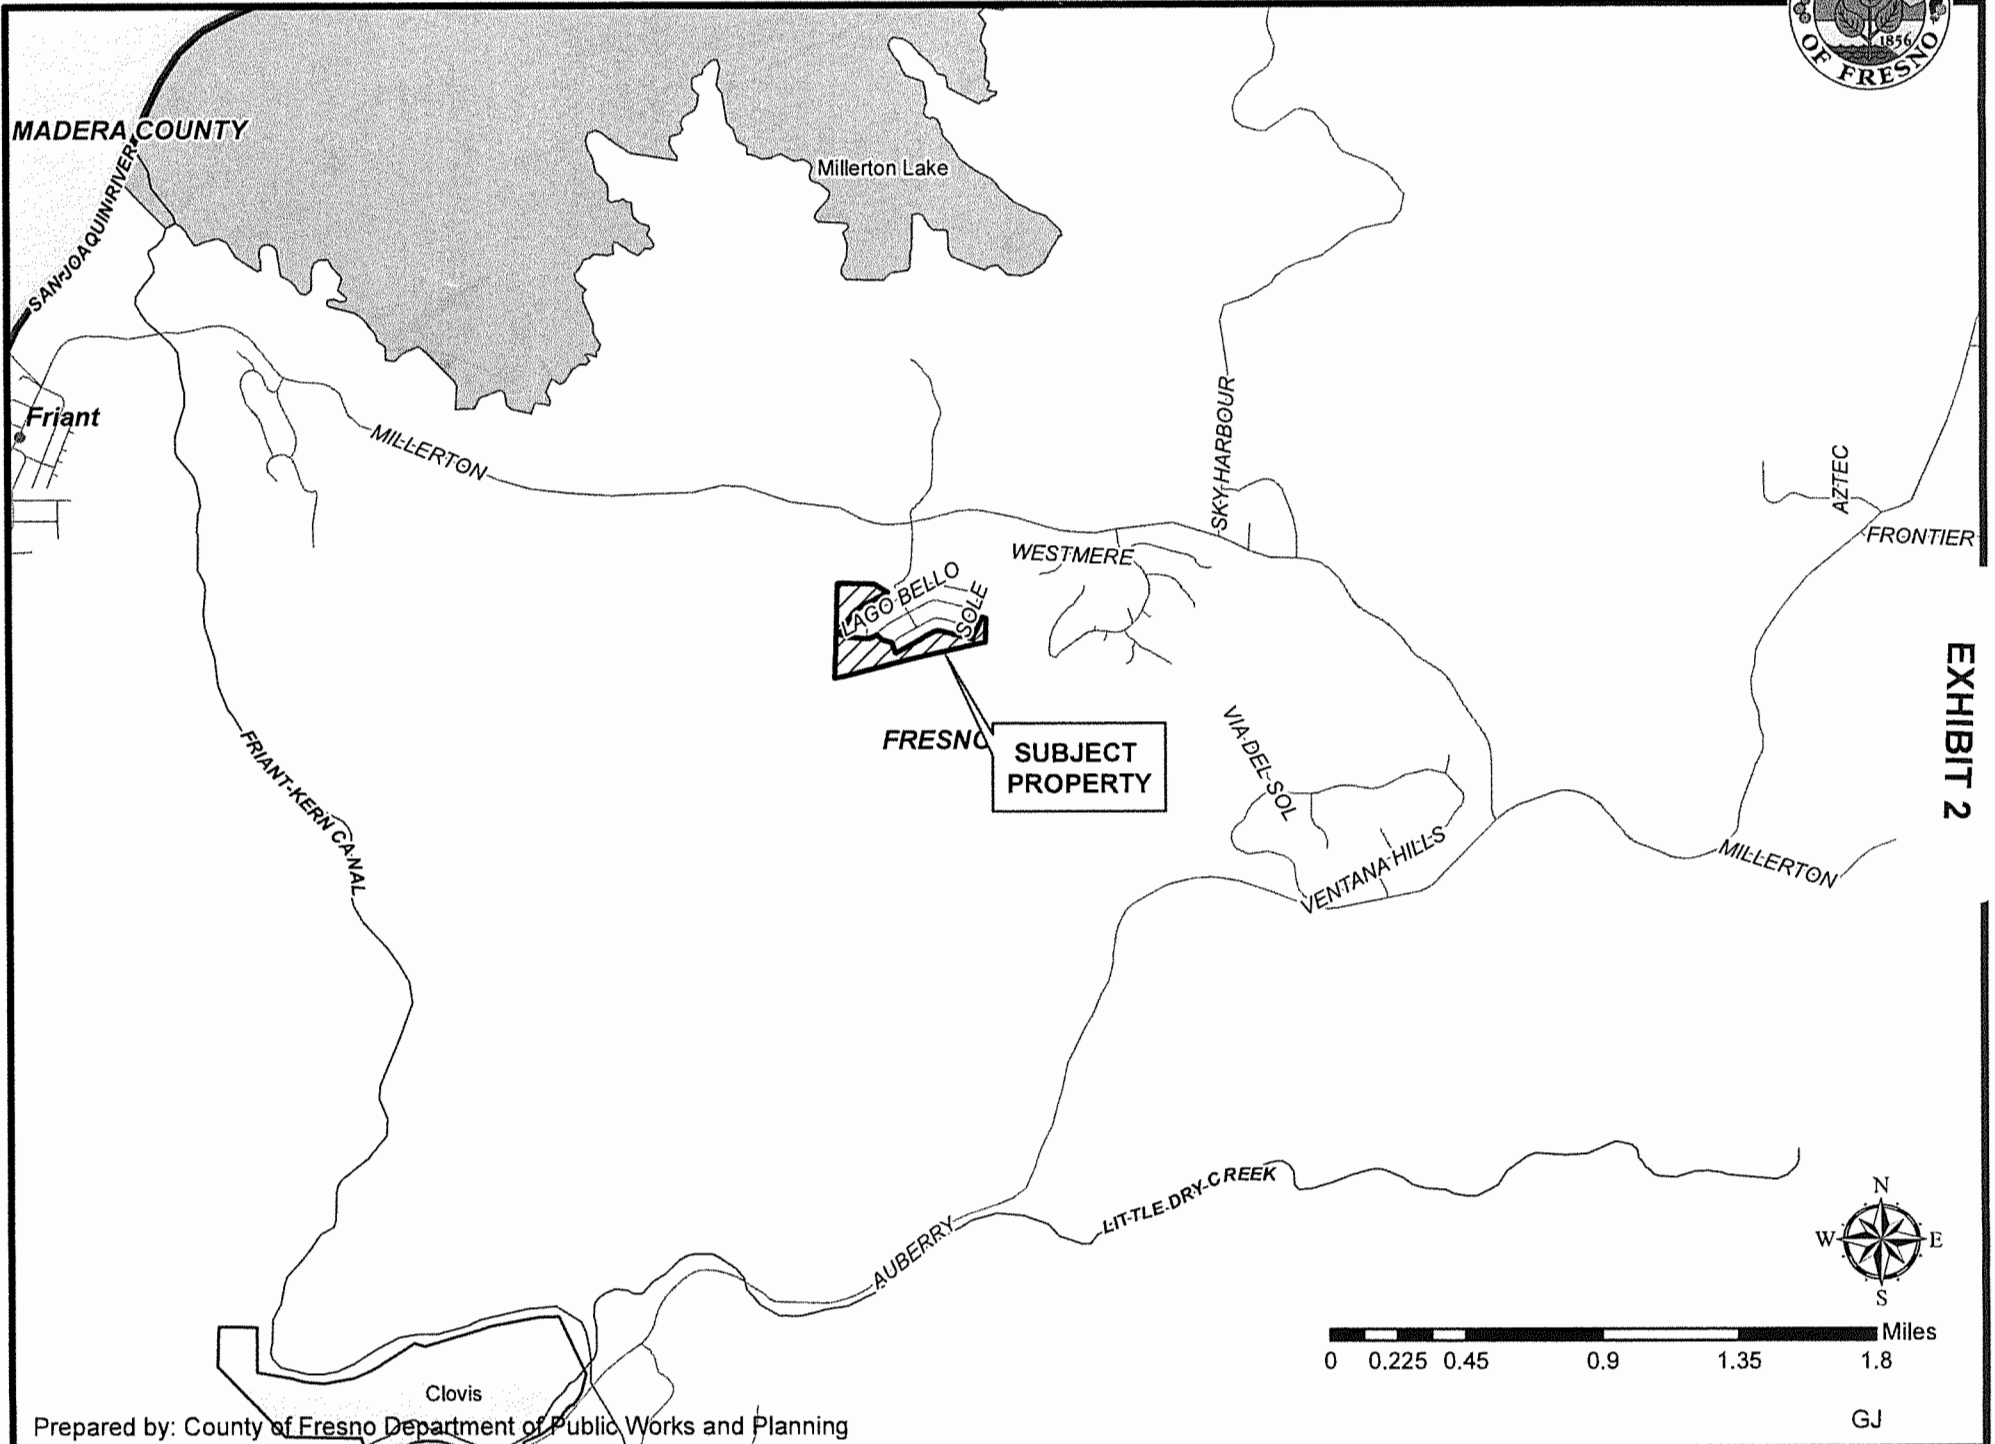 1856
OF FRESNO
MADERA COUNTY
Millerton Lake
SAN JOAQUIN RIVER
Friant
MILLERTON
SKY HARBOUR
AZTEC
FRONTIER
WESTMERE
LAGO BELLO
SOLE
EXHIBIT 2
FRESNO
SUBJECT
PROPERTY
VIA DEL SOL
FRIANT-KERN CANAL
VENTANA HILLS
MILLERTON
LITTLE DRY CREEK
AUBERRY
N
W E
S
Miles
0 0.225 0.45 0.9 1.35 1.8
Clovis
GJ
Prepared by: County of Fresno Department of Public Works and Planning